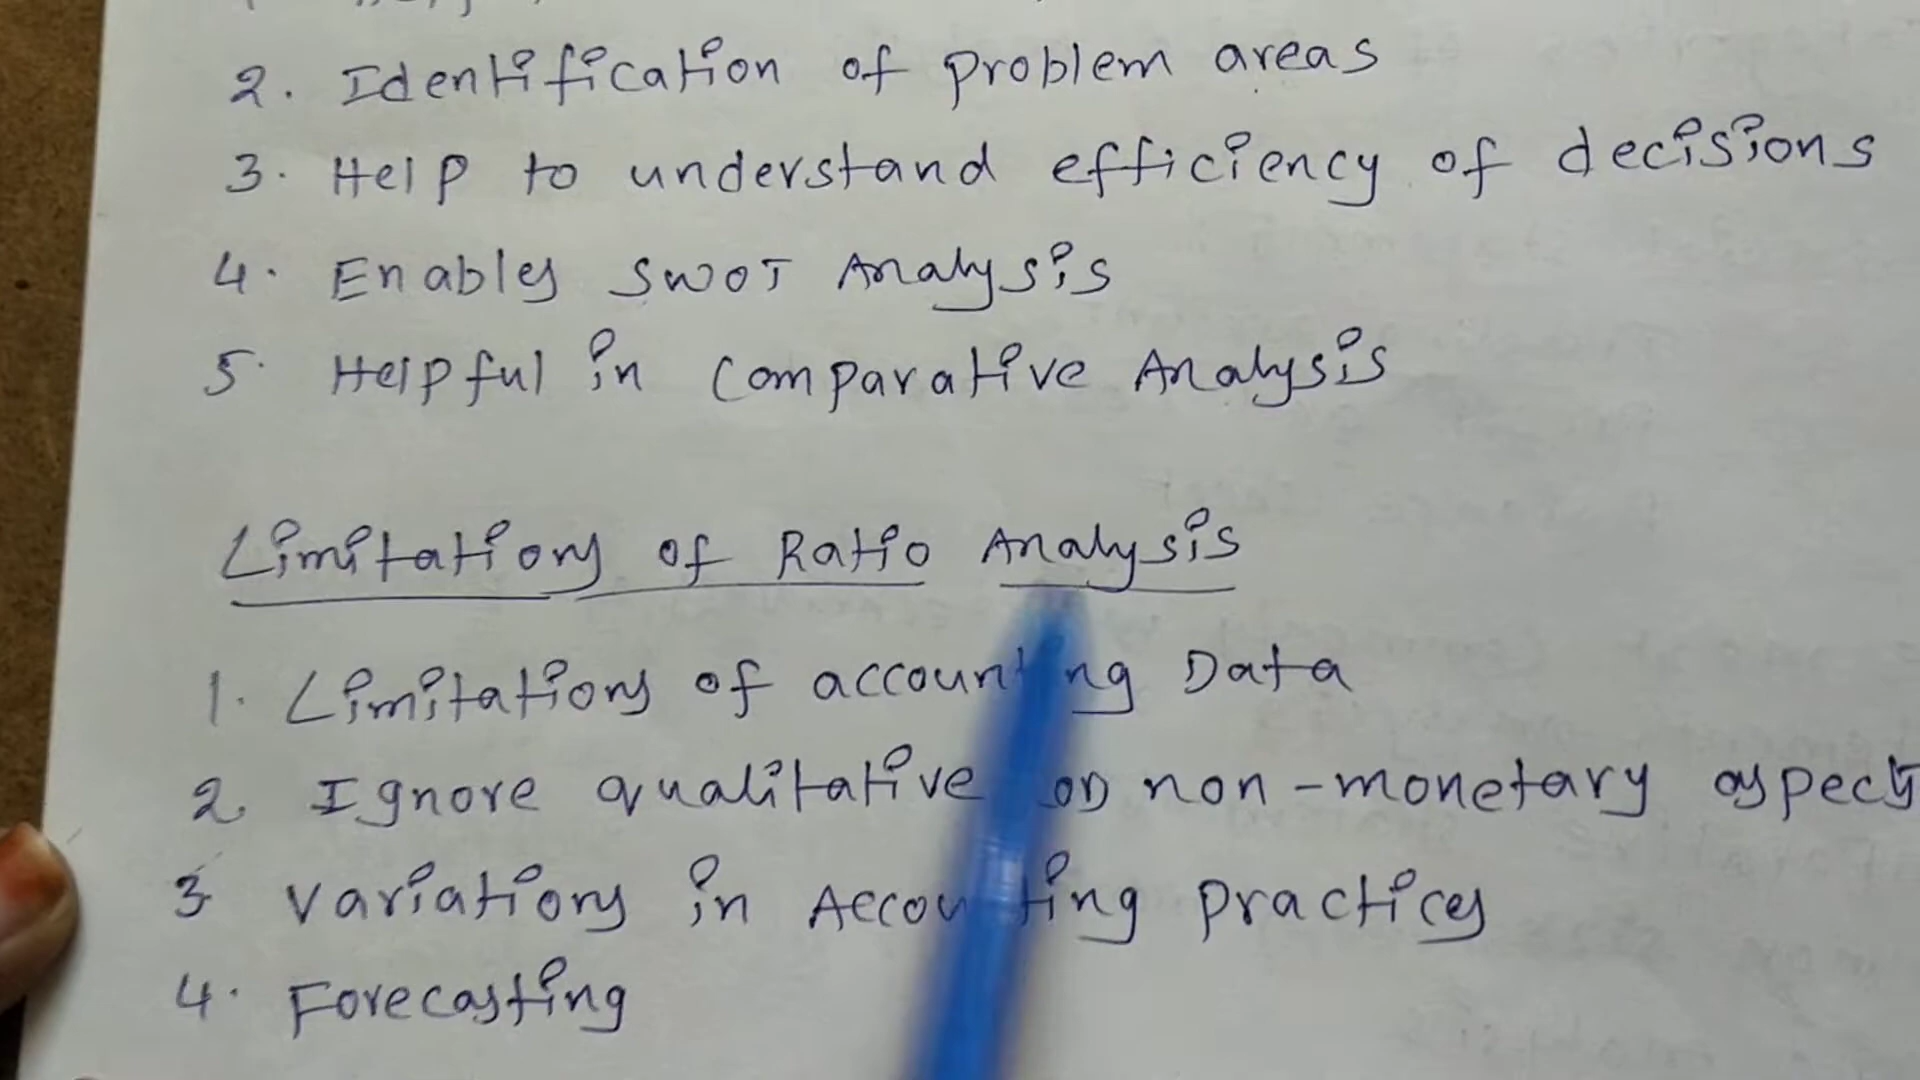 2. Identification of problem areas
3. Help to understand efficiency of decisions
4. Enables SWOT Analysis
5. Helpful in Comparative Analysis
Limitations of Ratio Analysis
1. Limitations of accounting Data
2. Ignore qualitative or non-monetary aspects
3 Variations in Accounting practices
4. Forecasting